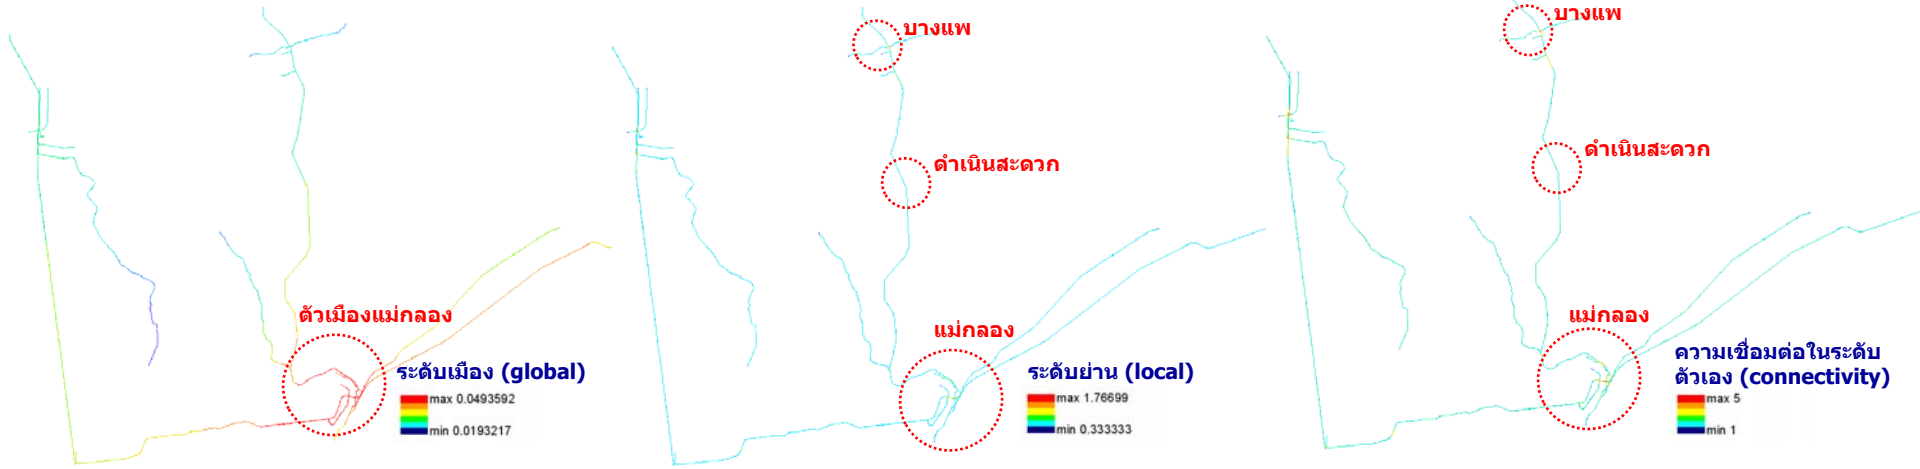 ตัวเมืองแม่กลอง
ระดับเมือง (global)
max 0.0493592
min 0.0193217
บางแพ
ดำเนินสะดวก
แม่กลอง
ระดับย่าน (local)
max 1.76699
min 0.333333
บางแพ
ดำเนินสะดวก
แม่กลอง
ความเชื่อมต่อในระดับ
ตัวเอง (connectivity)
max 5
min 1